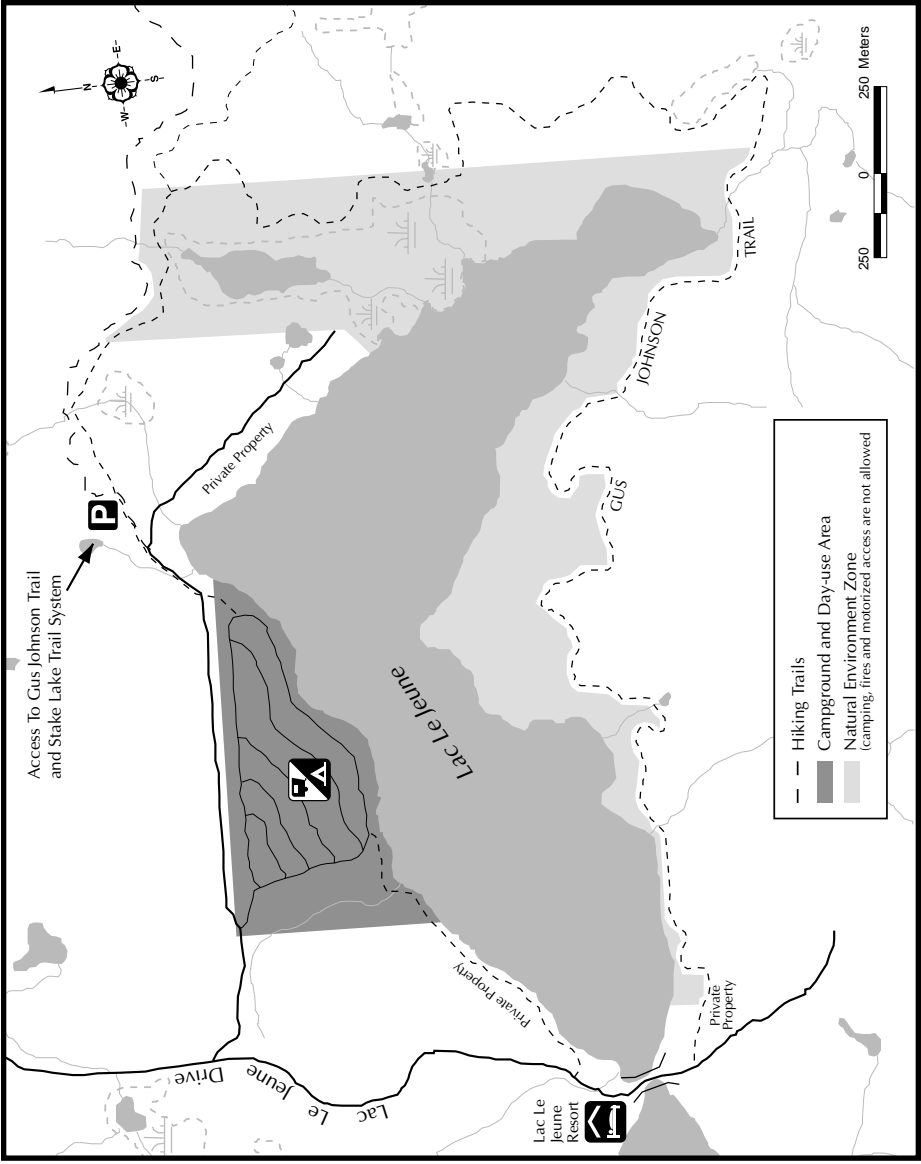 N
E
S
W
250
0
250 Meters
Access To Gus Johnson Trail
and Stake Lake Trail System
P
Private Property
Lac Le Jeune
GUS
JOHNSON
TRAIL
Private Property
Private
Property
Lac Le Jeune Drive
Lac Le
Jeune
Resort
Hiking Trails
Campground and Day-use Area
Natural Environment Zone
(camping, fires and motorized access are not allowed